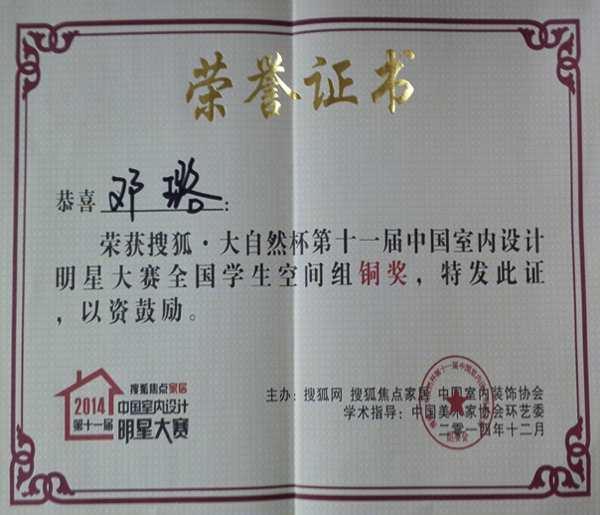 荣誉证书
恭喜 邓璐:
荣获搜狐·大自然杯第十一届中国室内设计
明星大赛全国学生空间组铜奖，特发此证
，以资鼓励。
搜狐焦点家居
2014 中国室内设计
第十一届 明星大赛
主办：搜狐网 搜狐焦点家居 中国室内装饰协会
学术指导：中国美术家协会环艺委
二零一四年十二月
组委会